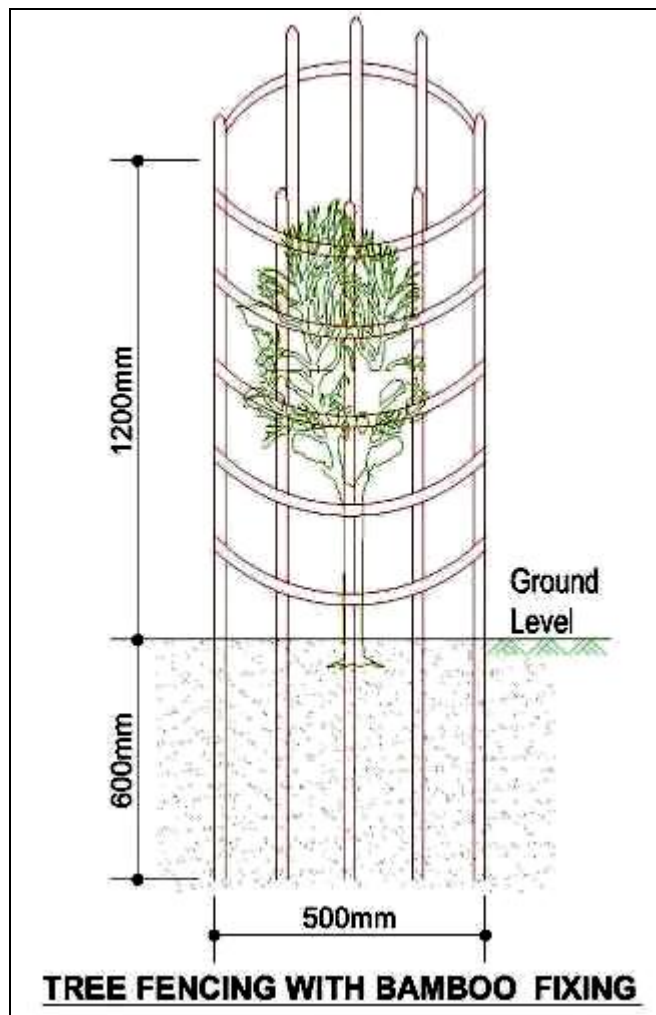 1200mm
Ground
Level
600mm
500mm
TREE FENCING WITH BAMBOO FIXING